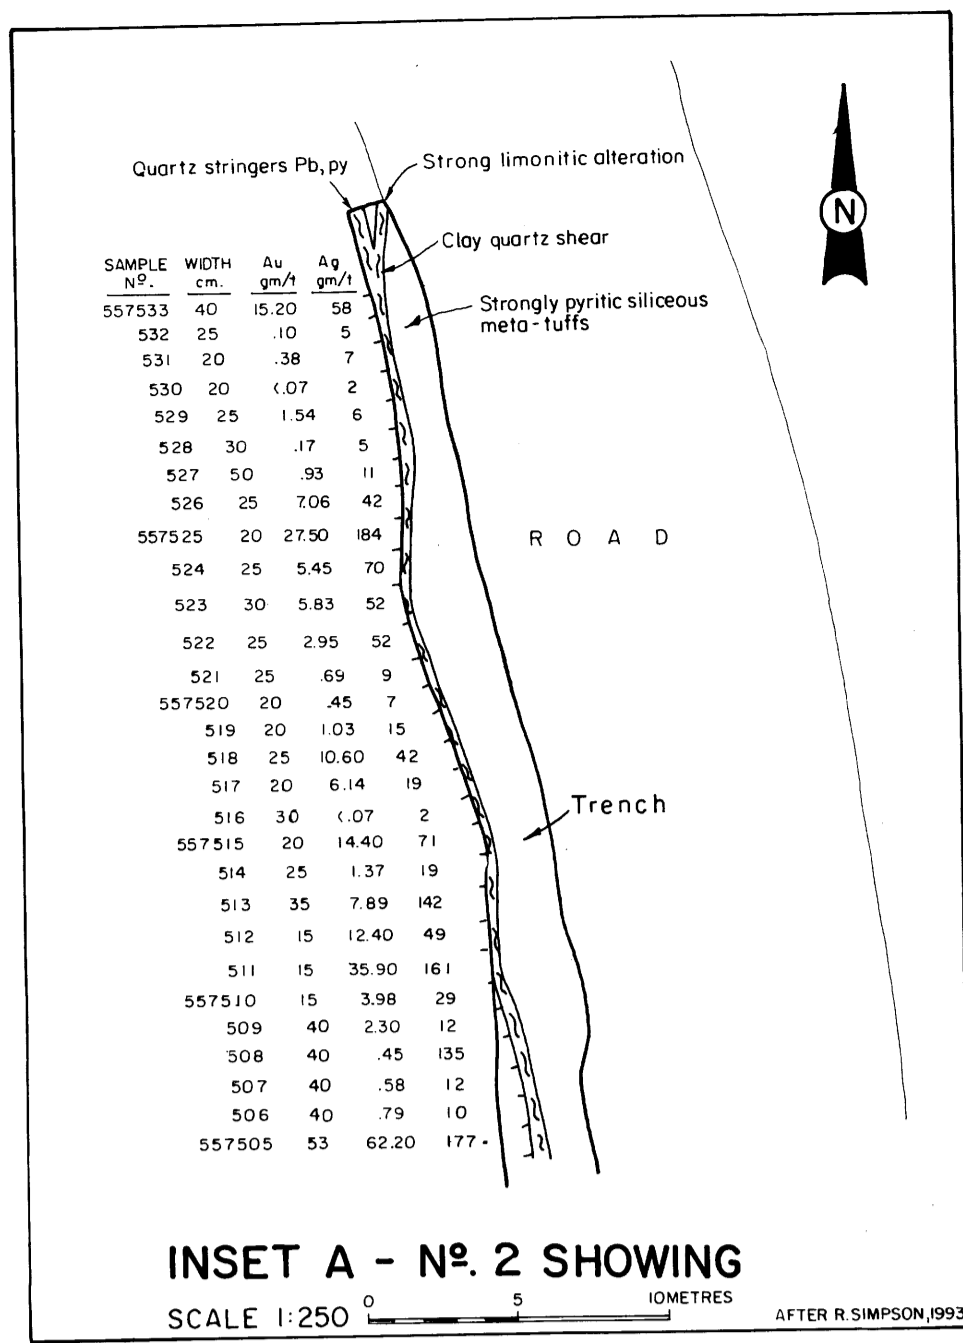 Quartz stringers Pb, py
Strong limonitic alteration
N
Clay quartz shear
Strongly pyritic siliceous
meta-tuffs
SAMPLE WIDTH Au Ag
Nº. cm. gm/t gm/t
557533 40 15.20 58
532 25 .10 5
531 20 .38 7
530 20 <.07 2
529 25 1.54 6
528 30 .17 5
527 50 .93 11
526 25 7.06 42
557525 20 27.50 184
524 25 5.45 70
523 30 5.83 52
522 25 2.95 52
521 25 .69 9
557520 20 .45 7
519 20 1.03 15
518 25 10.60 42
517 20 6.14 19
516 30 <.07 2
557515 20 14.40 71
514 25 1.37 19
513 35 7.89 142
512 15 12.40 49
511 15 35.90 161
557510 15 3.98 29
509 40 2.30 12
508 40 .45 135
507 40 .58 12
506 40 .79 10
557505 53 62.20 177
ROAD
Trench
INSET A - Nº. 2 SHOWING
SCALE 1:250
0 5 10METRES
AFTER R. SIMPSON, 1993